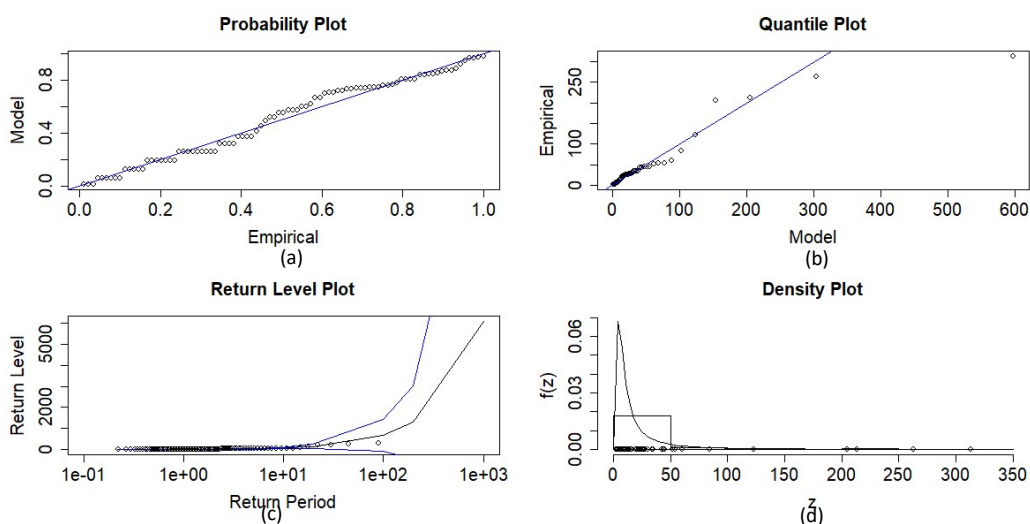 Probability Plot
Model
0.0 0.4 0.8
0.0 0.2 0.4 0.6 0.8 1.0
Empirical
(a)
Quantile Plot
Empirical
0 100 250
0 100 200 300 400 500 600
Model
(b)
Return Level Plot
Return Level
0 2000 5000
1e-01 1e+00 1e+01 1e+02 1e+03
Return Period
(c)
Density Plot
f(z)
0.00 0.03 0.06
0 50 100 150 200 250 300 350
z
(d)